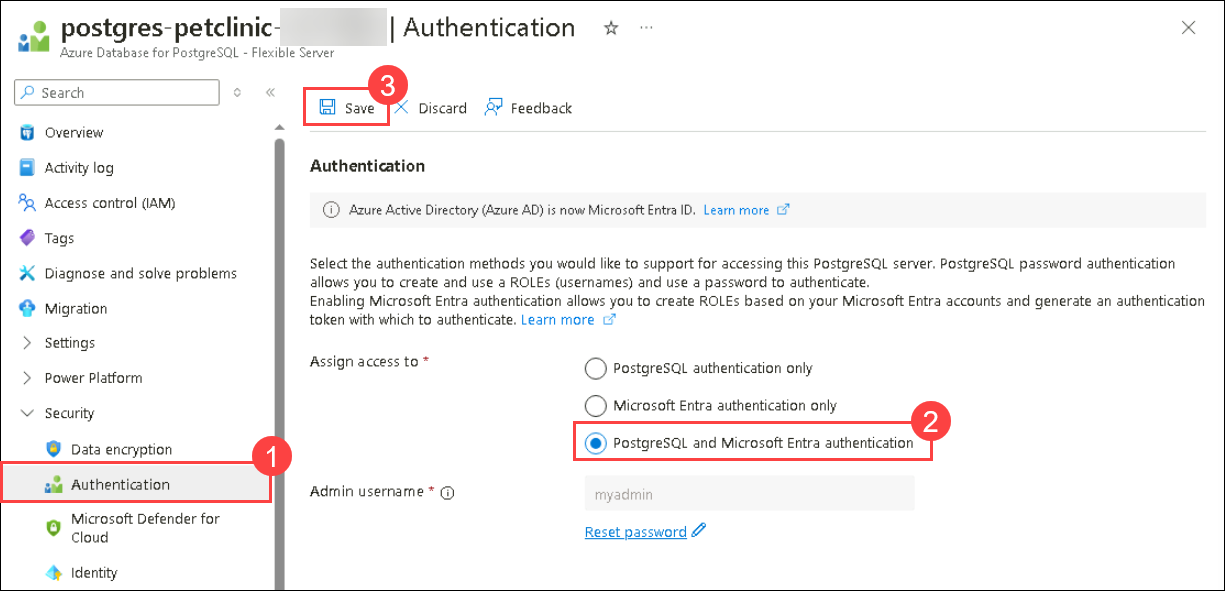 postgres-petclinic- | Authentication ☆ ...
Azure Database for PostgreSQL - Flexible Server
Search
Overview
Activity log
Access control (IAM)
Tags
Diagnose and solve problems
Migration
Settings
Power Platform
Security
Data encryption
1
Authentication
Microsoft Defender for
Cloud
Identity
3
Save Discard Feedback
Authentication
Azure Active Directory (Azure AD) is now Microsoft Entra ID. Learn more
Select the authentication methods you would like to support for accessing this PostgreSQL server. PostgreSQL password authentication
allows you to create and use a ROLEs (usernames) and use a password to authenticate.
Enabling Microsoft Entra authentication allows you to create ROLEs based on your Microsoft Entra accounts and generate an authentication
token with which to authenticate. Learn more
Assign access to *
PostgreSQL authentication only
Microsoft Entra authentication only
2
PostgreSQL and Microsoft Entra authentication
Admin username *
myadmin
Reset password